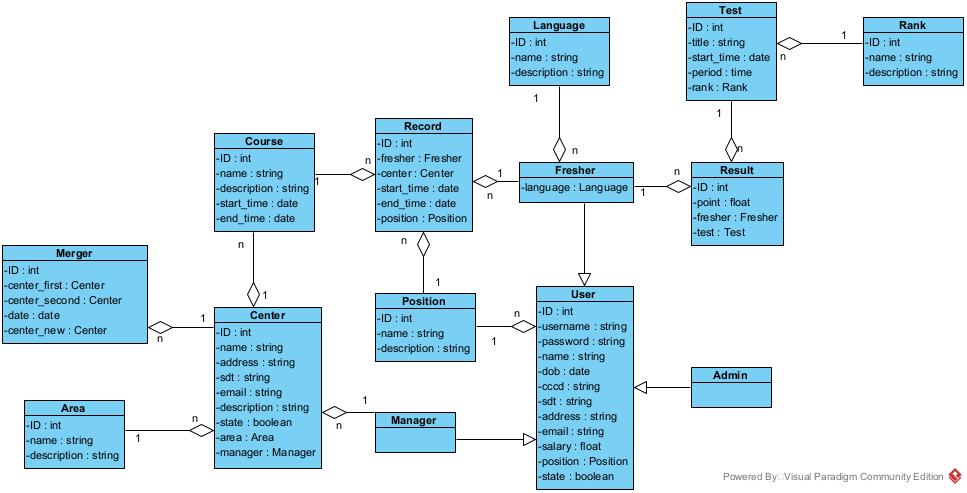 Language
-ID : int
-name : string
-description : string
1
n
Test
-ID : int
-title : string
-start_time : date
-period : time
-rank : Rank
n
1
1
n
Rank
-ID : int
-name : string
-description : string
Course
-ID : int
-name : string
-description : string
-start_time : date
-end_time : date
1
n
n
1
Record
-ID : int
-fresher : Fresher
-center : Center
-start_time : date
-end_time : date
-position : Position
n
1
n
1
Fresher
-language : Language
1
n
Result
-ID : int
-point : float
-fresher : Fresher
-test : Test
Merger
-ID : int
-center_first : Center
-center_second : Center
-date : date
-center_new : Center
n
1
Center
-ID : int
-name : string
-address : string
-sdt : string
-email : string
-description : string
-state : boolean
-area : Area
-manager : Manager
n
1
Position
-ID : int
-name : string
-description : string
1
n
User
-ID : int
-username : string
-password : string
-name : string
-dob : date
-cccd : string
-sdt : string
-address : string
-email : string
-salary : float
-position : Position
-state : boolean
Admin
Area
-ID : int
-name : string
-description : string
1
n
Manager
Powered By Visual Paradigm Community Edition